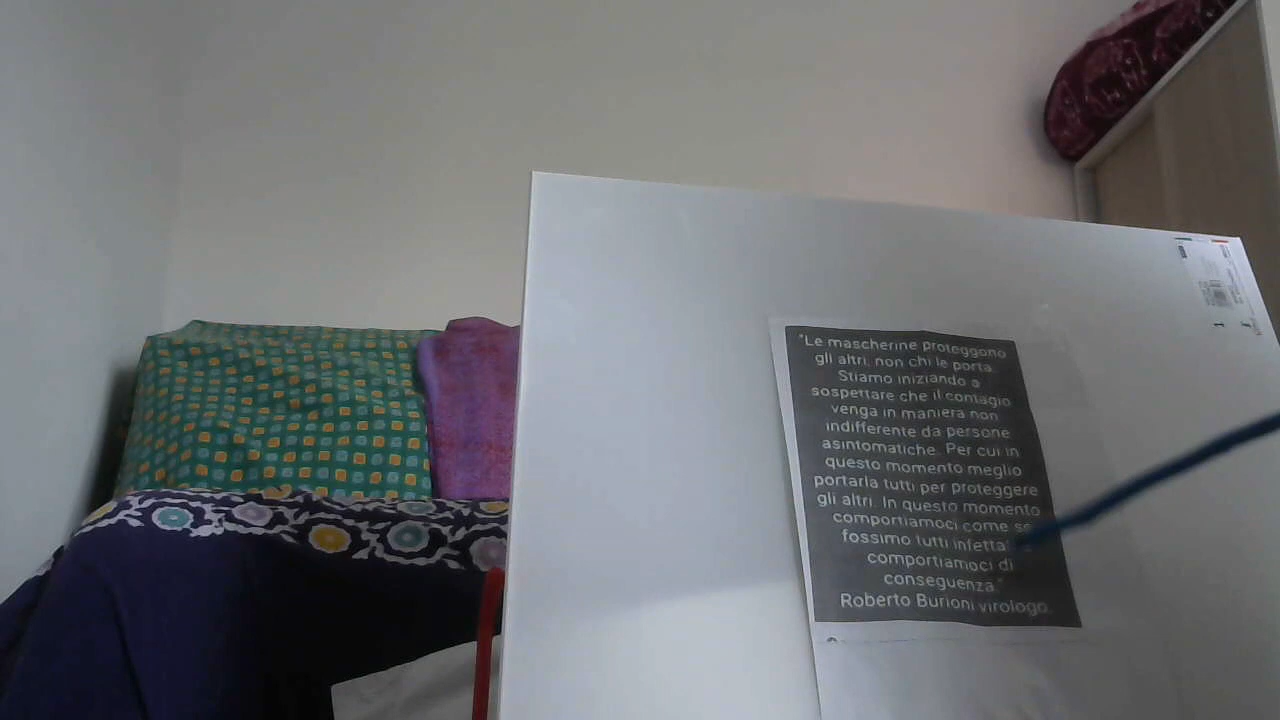 "Le mascherine proteggono
gli altri, non chi le porta.
Stiamo iniziando a
sospettare che il contagio
venga in maniera non
indifferente da persone
asintomatiche. Per cui in
questo momento meglio
portarla tutti per proteggere
gli altri. In questo momento
comportiamoci come se
fossimo tutti infetta
comportiamoci di
conseguenza."
Roberto Burioni virologo.